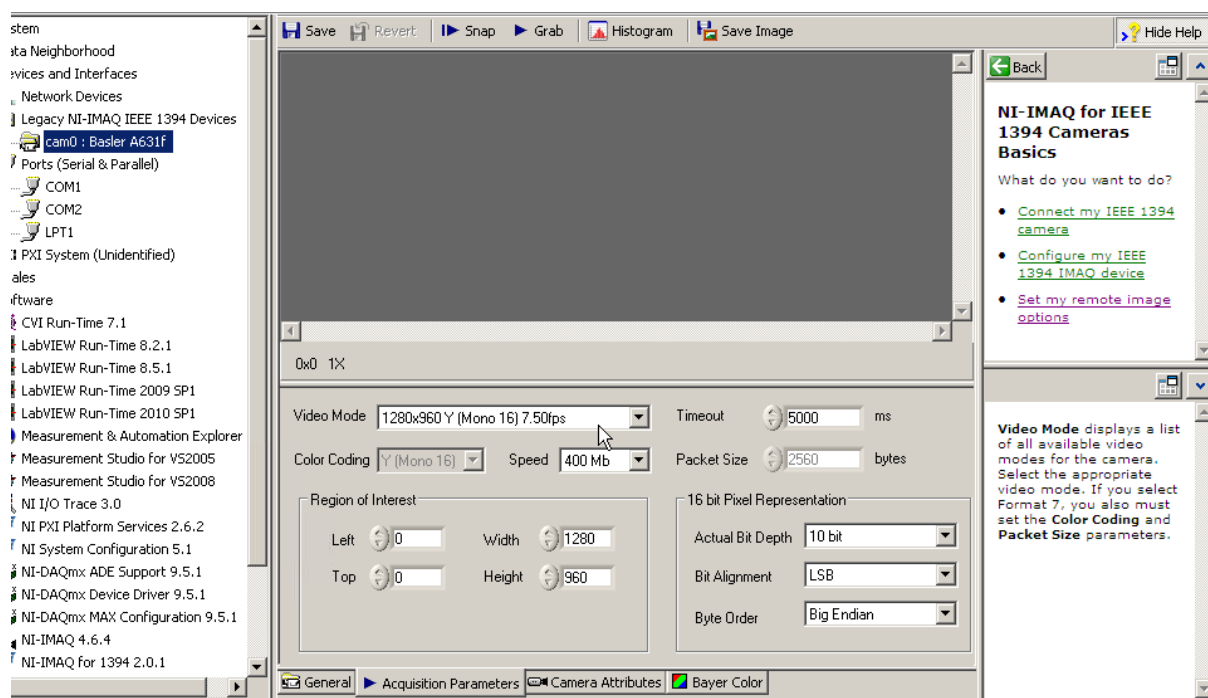 stem
ata Neighborhood
evices and Interfaces
Network Devices
Legacy NI-IMAQ IEEE 1394 Devices
cam0 : Basler A631f
Ports (Serial & Parallel)
COM1
COM2
LPT1
PXI System (Unidentified)
ales
ftware
CVI Run-Time 7.1
LabVIEW Run-Time 8.2.1
LabVIEW Run-Time 8.5.1
LabVIEW Run-Time 2009 SP1
LabVIEW Run-Time 2010 SP1
Measurement & Automation Explorer
Measurement Studio for VS2005
Measurement Studio for VS2008
NI I/O Trace 3.0
NI PXI Platform Services 2.6.2
NI System Configuration 5.1
NI-DAQmx ADE Support 9.5.1
NI-DAQmx Device Driver 9.5.1
NI-DAQmx MAX Configuration 9.5.1
NI-IMAQ 4.6.4
NI-IMAQ for 1394 2.0.1
Save Revert Snap Grab Histogram Save Image Hide Help
0x0 1X
Video Mode 1280x960 Y (Mono 16) 7.50fps Timeout 5000 ms
Color Coding Y (Mono 16) Speed 400 Mb Packet Size 2560 bytes
Region of Interest
Left 0 Width 1280
Top 0 Height 960
16 bit Pixel Representation
Actual Bit Depth 10 bit
Bit Alignment LSB
Byte Order Big Endian
General Acquisition Parameters Camera Attributes Bayer Color
Back
NI-IMAQ for IEEE
1394 Cameras
Basics
What do you want to do?
Connect my IEEE 1394
camera
Configure my IEEE
1394 IMAQ device
Set my remote image
options
Video Mode displays a list
of all available video
modes for the camera.
Select the appropriate
video mode. If you select
Format 7, you also must
set the Color Coding and
Packet Size parameters.